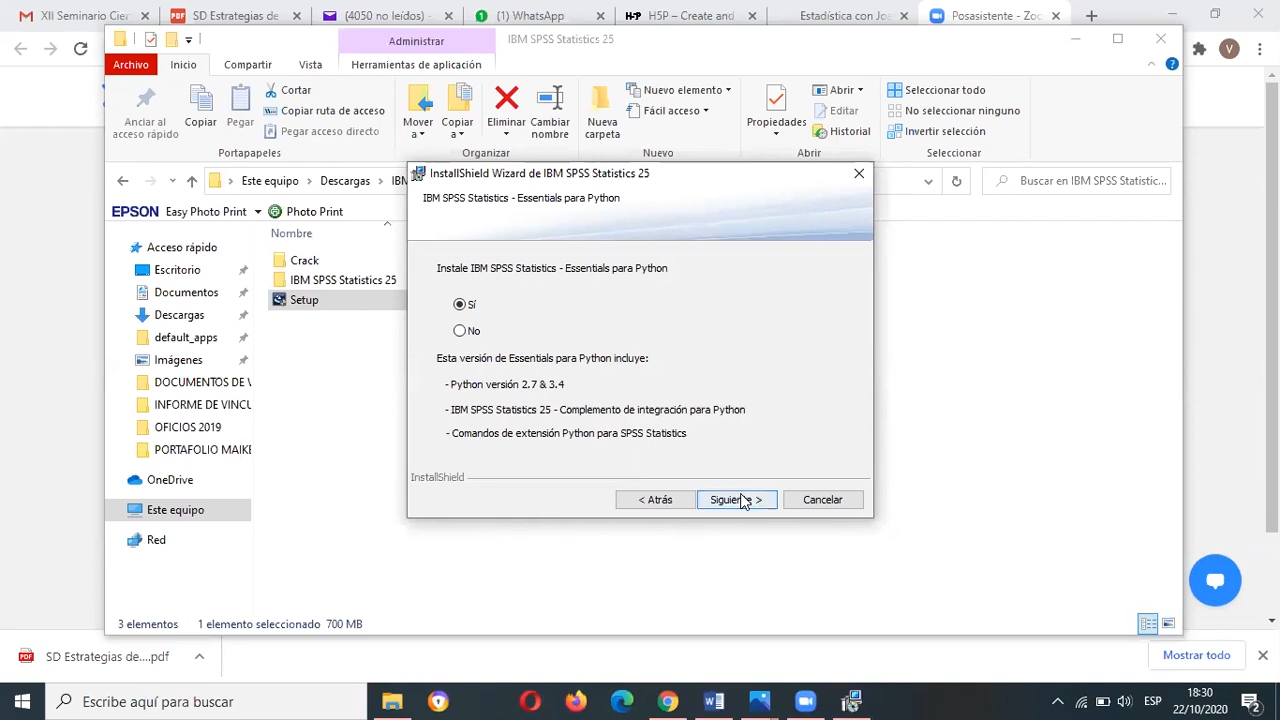 XII Seminario Cier
SD Estrategias de
(4050 no leídos)
(1) WhatsApp
H5P – Create and
Estadística con Joe
Posasistente - Zoc
Administrar
IBM SPSS Statistics 25
Archivo
Inicio
Compartir
Vista
Herramientas de aplicación
Anclar al acceso rápido
Copiar
Pegar
Cortar
Copiar ruta de acceso
Pegar acceso directo
Portapapeles
Mover a
Copiar a
Eliminar
Cambiar nombre
Organizar
Nueva carpeta
Nuevo elemento
Fácil acceso
Nuevo
Propiedades
Abrir
Editar
Historial
Abrir
Seleccionar todo
No seleccionar ninguno
Invertir selección
Seleccionar
Este equipo > Descargas > IBM
Buscar en IBM SPSS Statistic...
EPSON Easy Photo Print
Photo Print
Acceso rápido
Escritorio
Documentos
Descargas
default_apps
Imágenes
DOCUMENTOS DE V
INFORME DE VINCU
OFICIOS 2019
PORTAFOLIO MAIKE
OneDrive
Este equipo
Red
Nombre
Crack
IBM SPSS Statistics 25
Setup
InstallShield Wizard de IBM SPSS Statistics 25
IBM SPSS Statistics - Essentials para Python
Instale IBM SPSS Statistics - Essentials para Python
Sí
No
Esta versión de Essentials para Python incluye:
- Python versión 2.7 & 3.4
- IBM SPSS Statistics 25 - Complemento de integración para Python
- Comandos de extensión Python para SPSS Statistics
InstallShield
< Atrás
Siguiente >
Cancelar
3 elementos
1 elemento seleccionado 700 MB
SD Estrategias de....pdf
Mostrar todo
Escribe aquí para buscar
ESP
18:30
22/10/2020
2